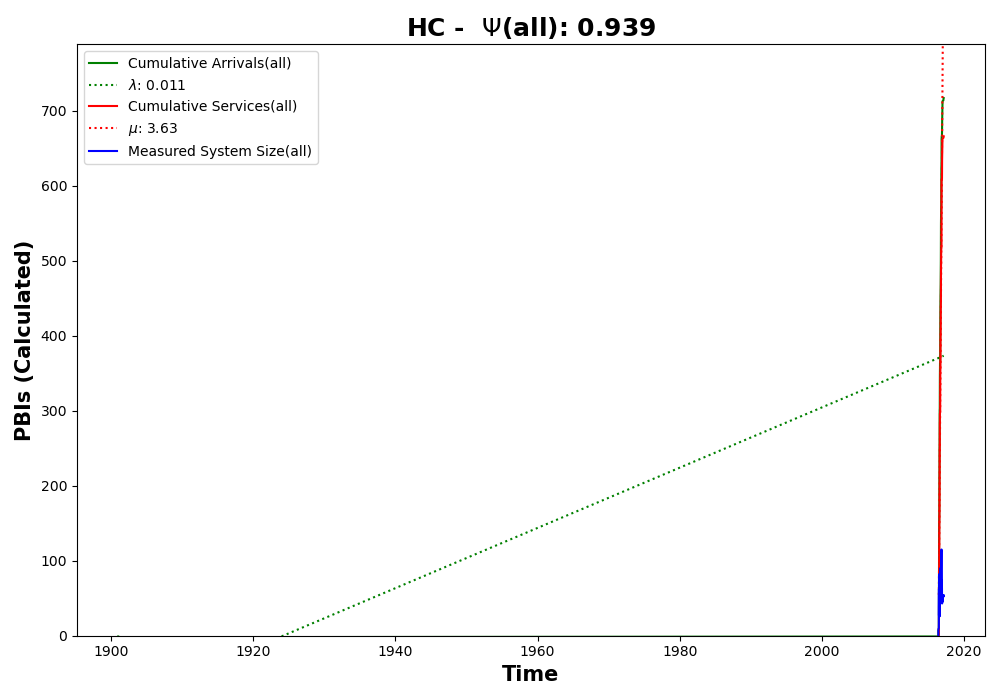 HC - Ψ(all): 0.939
Cumulative Arrivals(all)
λ: 0.011
Cumulative Services(all)
μ: 3.63
Measured System Size(all)
PBIs (Calculated)
700
600
500
400
300
200
100
0
1900 1920 1940 1960 1980 2000 2020
Time